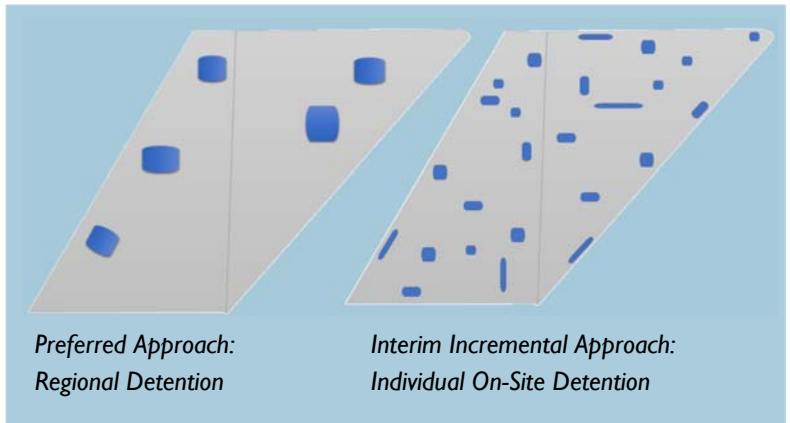 Preferred Approach:
Regional Detention
Interim Incremental Approach:
Individual On-Site Detention